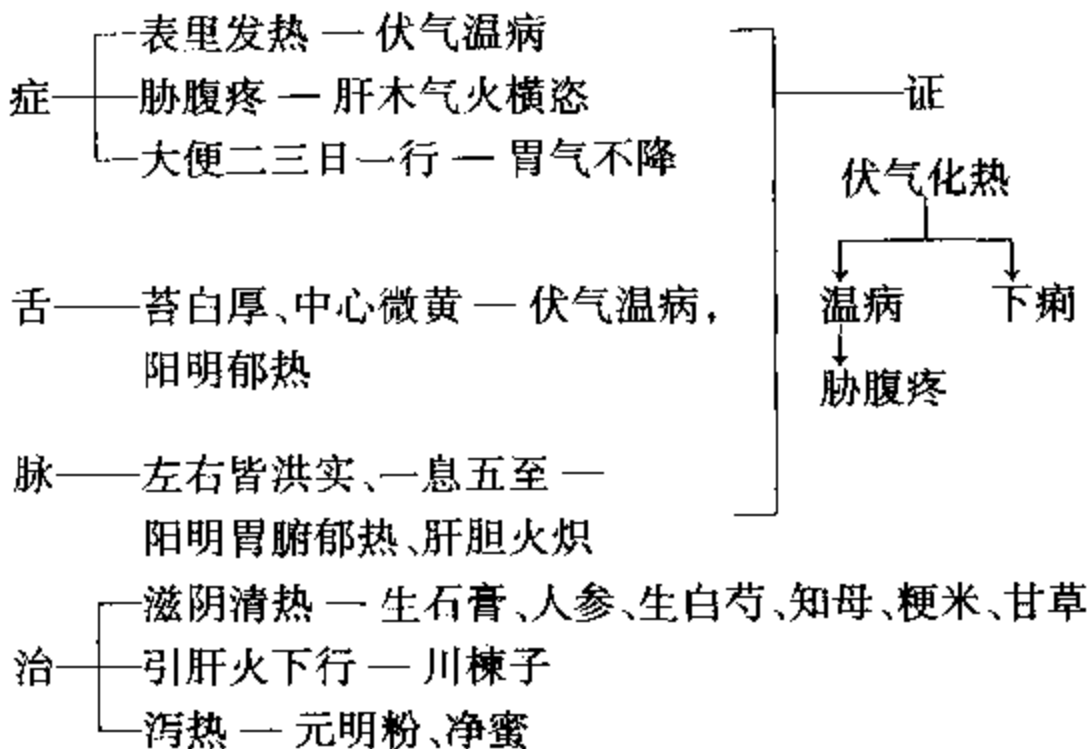 表里发热 — 伏气温病
症
胁腹疼 — 肝木气火横恣
大便二三日一行 — 胃气不降
证
伏气化热
温病
下痢
胁腹疼
舌
苔白厚、中心微黄 — 伏气温病，
阳明郁热
脉
左右皆洪实、一息五至 —
阳明胃腑郁热、肝胆火炽
滋阴清热 — 生石膏、人参、生白芍、知母、粳米、甘草
治
引肝火下行 — 川楝子
泻热 — 元明粉、净蜜